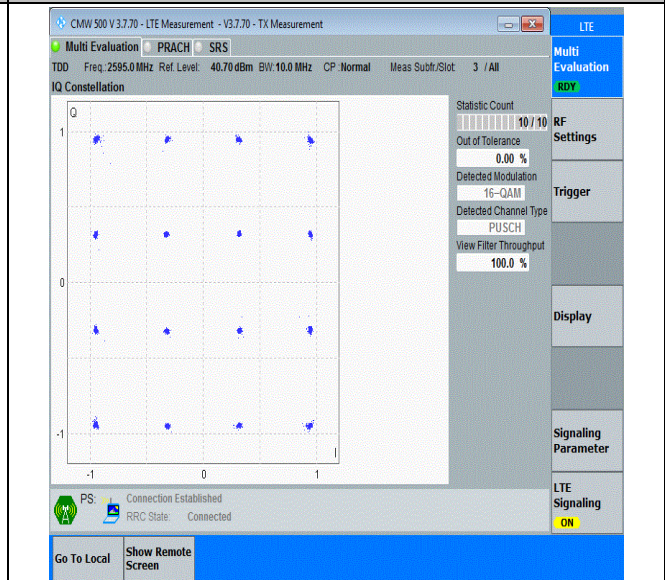 CMW 500 V 3.7.70 - LTE Measurement - V3.7.70 - TX Measurement
LTE
Multi Evaluation PRACH SRS
TDD Freq.:2595.0 MHz Ref. Level: 40.70 dBm BW:10.0 MHz CP :Normal Meas Subfr./Slot: 3 / All
IQ Constellation
Q
1
0
-1
I
-1 0 1
Statistic Count
10 / 10
Out of Tolerance
0.00 %
Detected Modulation
16-QAM
Detected Channel Type
PUSCH
View Filter Throughput
100.0 %
PS: Connection Established
RRC State: Connected
Multi
Evaluation
RDY
RF
Settings
Trigger
Display
Signaling
Parameter
LTE
Signaling
ON
Go To Local
Show Remote
Screen